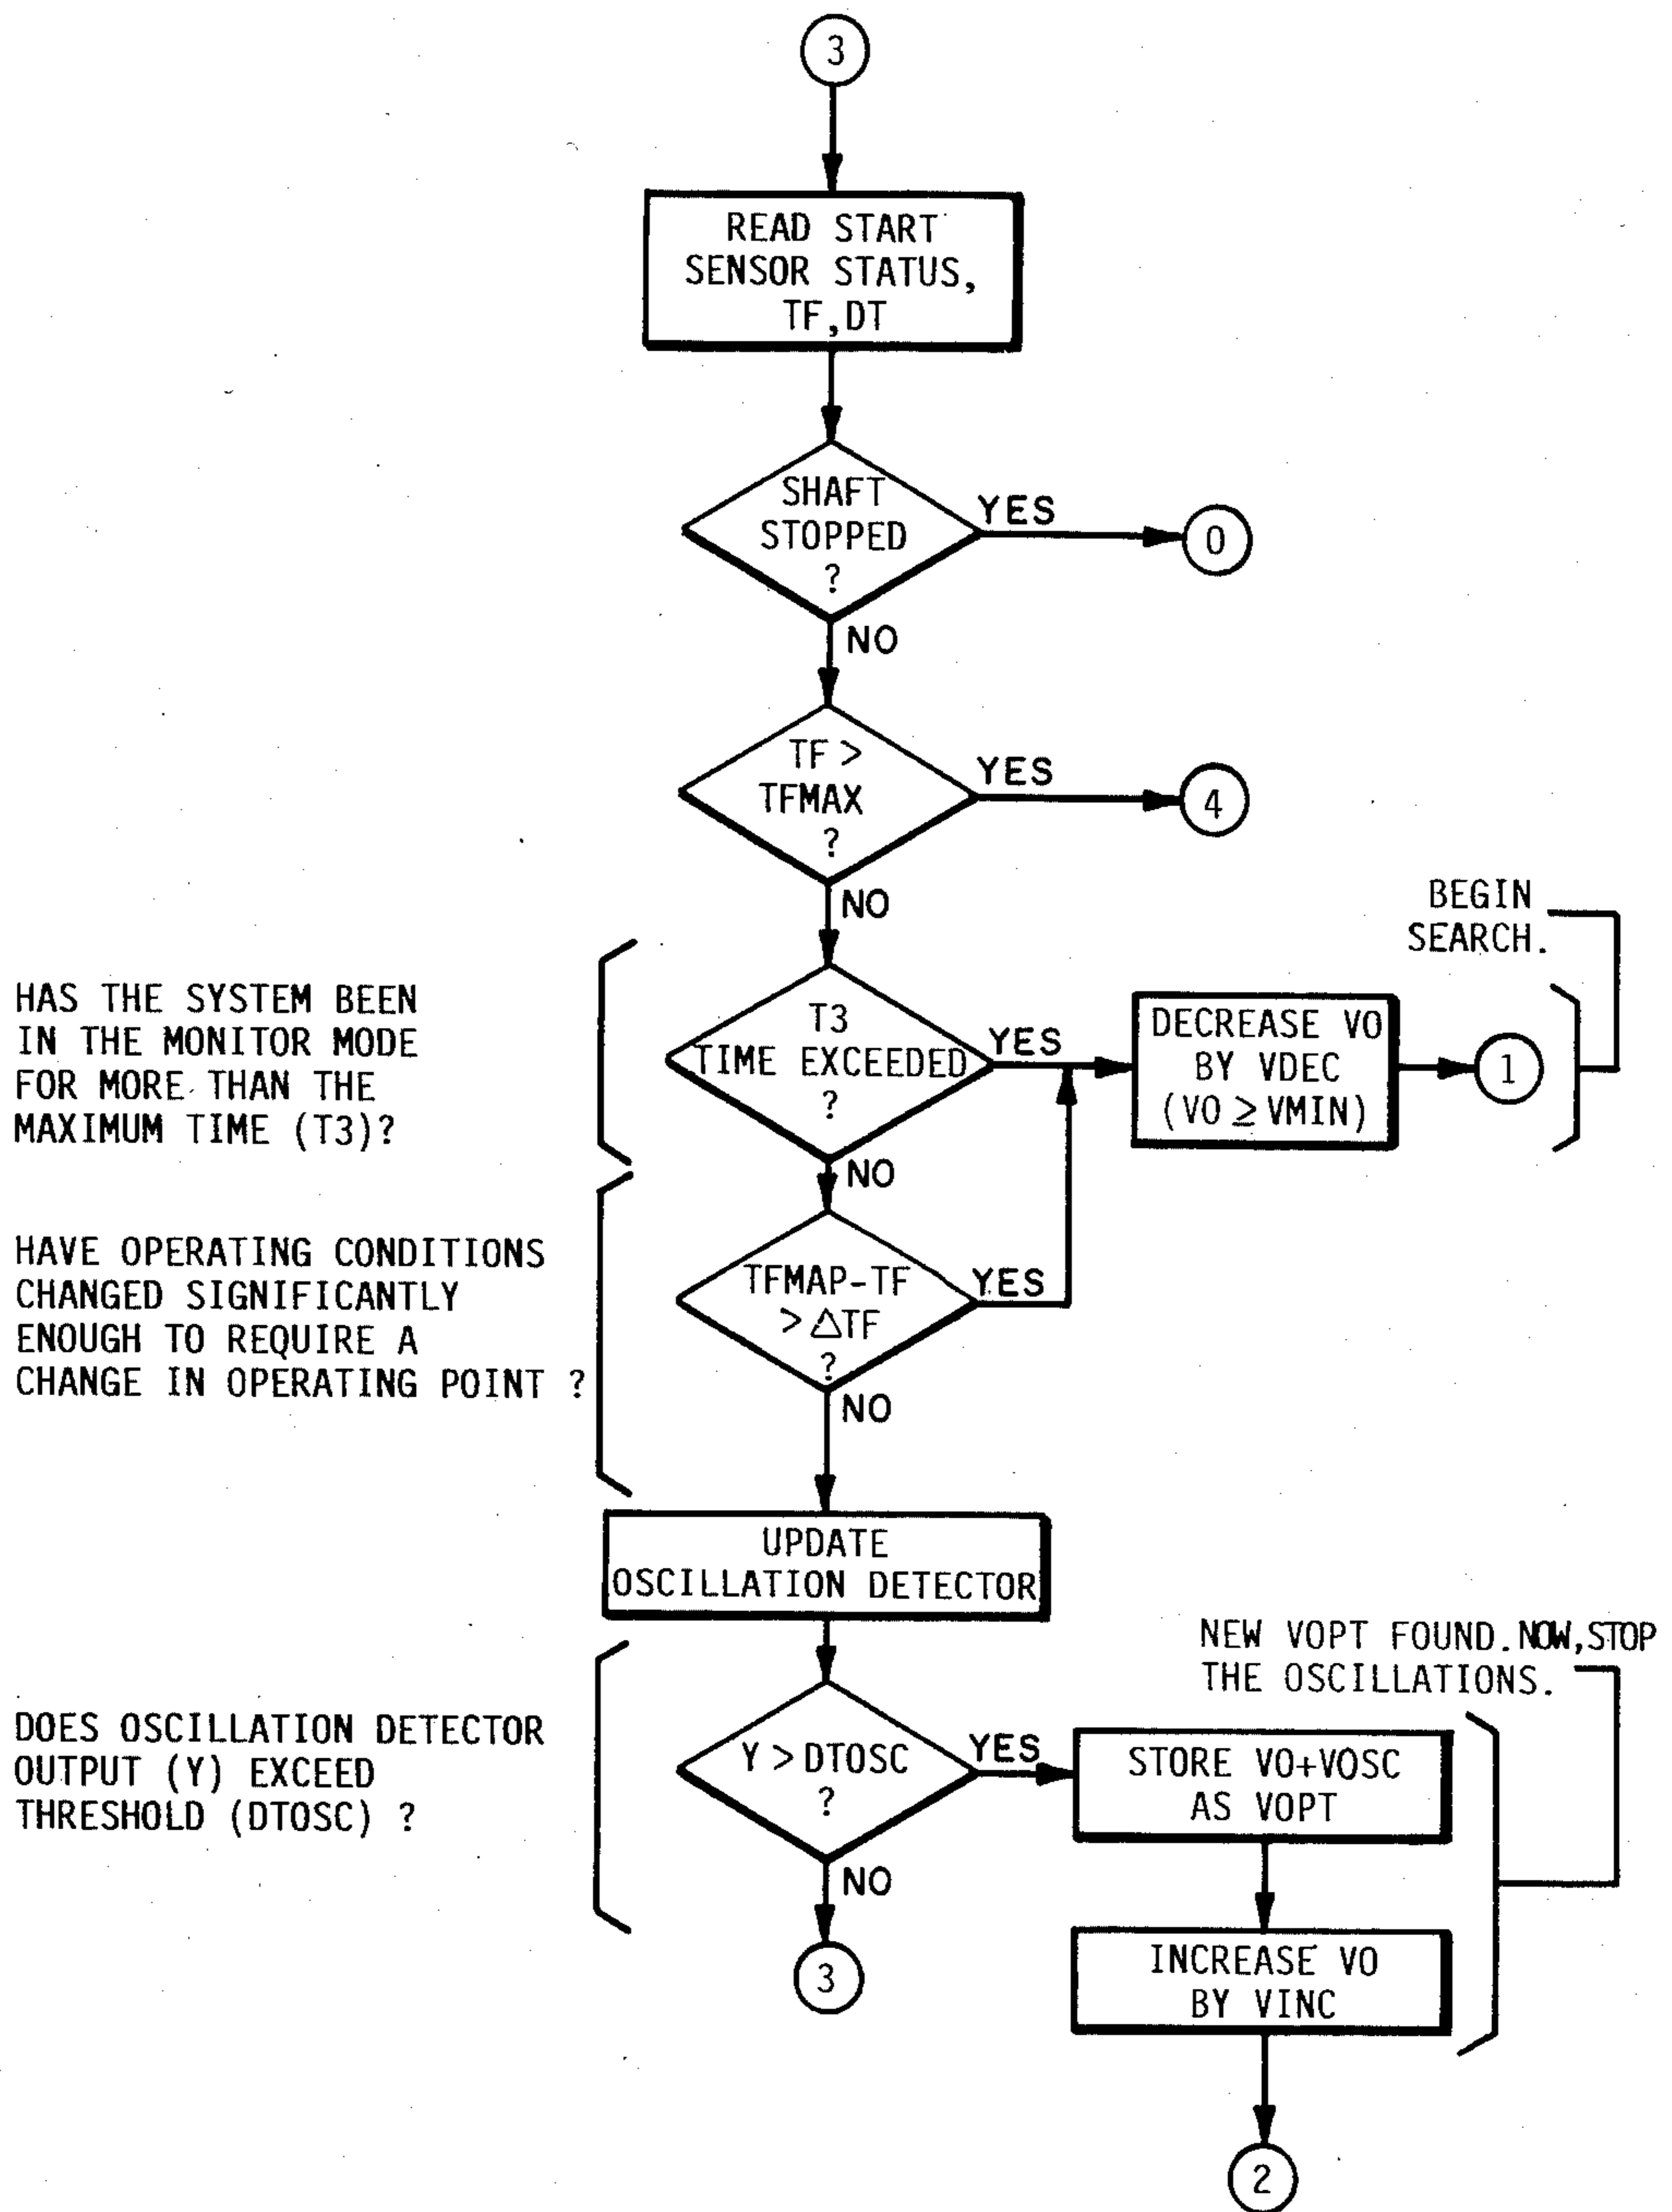 3
READ START
SENSOR STATUS,
TF,DT
SHAFT
STOPPED
?
YES
0
NO
TF >
TFMAX
?
YES
4
NO
BEGIN
SEARCH.
HAS THE SYSTEM BEEN
IN THE MONITOR MODE
FOR MORE THAN THE
MAXIMUM TIME (T3)?
T3
TIME EXCEEDED
?
YES
DECREASE VO
BY VDEC
(VO ≥ VMIN)
1
NO
HAVE OPERATING CONDITIONS
CHANGED SIGNIFICANTLY
ENOUGH TO REQUIRE A
CHANGE IN OPERATING POINT ?
TFMAP-TF
> △TF
?
YES
NO
UPDATE
OSCILLATION DETECTOR
NEW VOPT FOUND. NOW, STOP
THE OSCILLATIONS.
DOES OSCILLATION DETECTOR
OUTPUT (Y) EXCEED
THRESHOLD (DTOSC) ?
Y > DTOSC
?
YES
STORE VO+VOSC
AS VOPT
NO
3
INCREASE VO
BY VINC
2